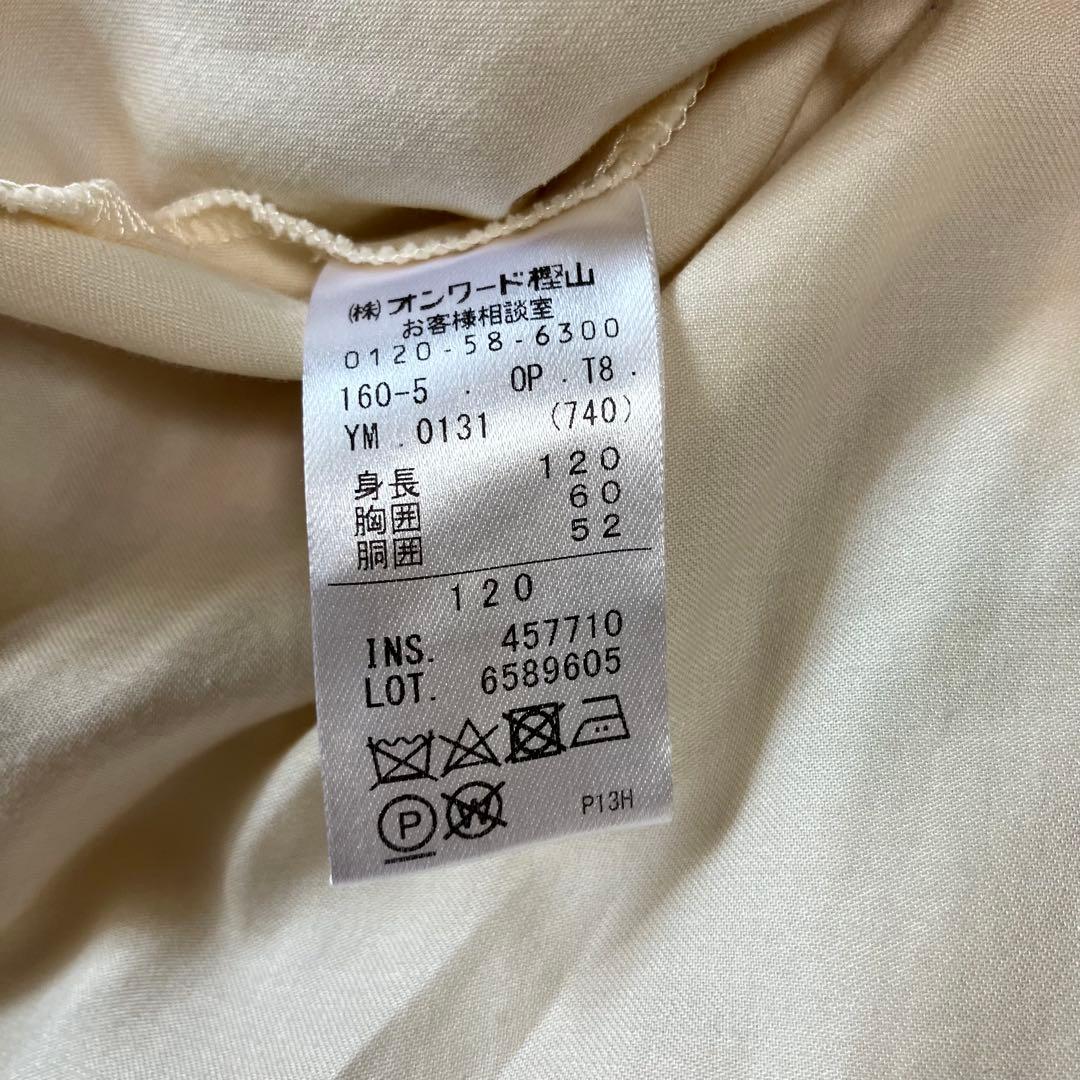 (株)オンワード樫山
お客様相談室
0120-58-6300
160-5 . OP . T8 .
YM . 0131 (740)
身長 120
胸囲 60
胴囲 52
120
INS. 457710
LOT. 6589605
P W P13H